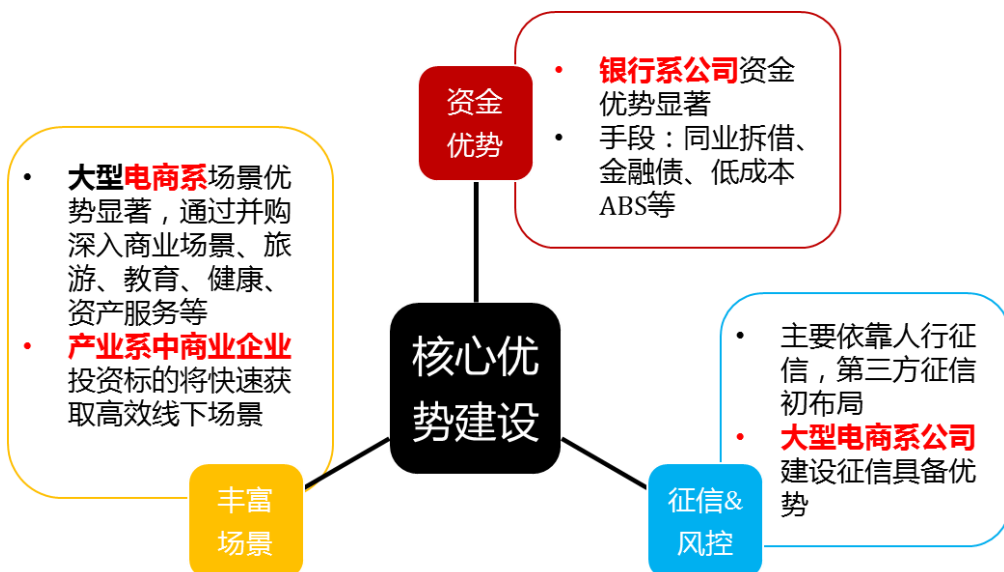 资金
优势
• 银行系公司资金
优势显著
• 手段：同业拆借、
金融债、低成本
ABS等
• 大型电商系场景优
势显著，通过并购
深入商业场景、旅
游、教育、健康、
资产服务等
• 产业系中商业企业
投资标的将快速获
取高效线下场景
丰富
场景
核心优
势建设
• 主要依靠人行征
信，第三方征信
初布局
• 大型电商系公司
建设征信具备优
势
征信&
风控